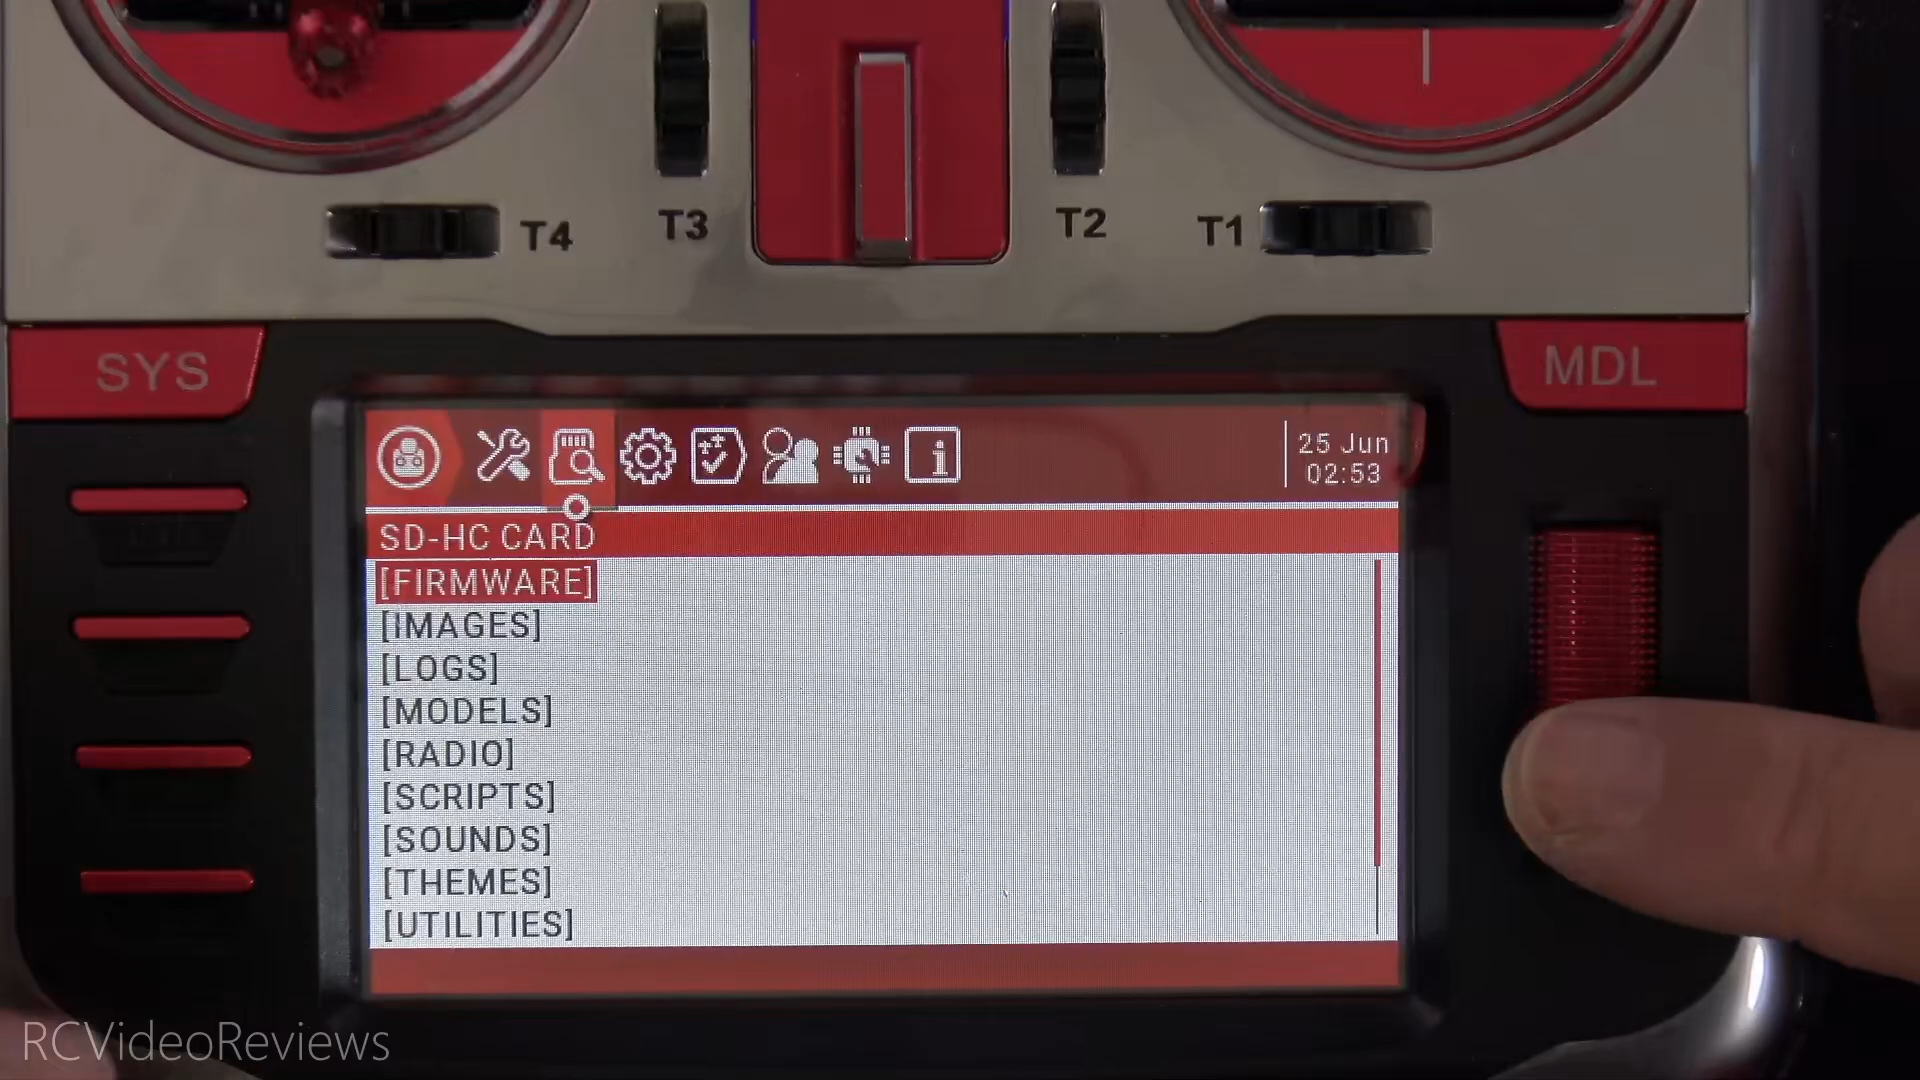 T4
T3
T2
T1
SYS
MDL
25 Jun
02:53
SD-HC CARD
[FIRMWARE]
[IMAGES]
[LOGS]
[MODELS]
[RADIO]
[SCRIPTS]
[SOUNDS]
[THEMES]
[UTILITIES]
RCVideoReviews